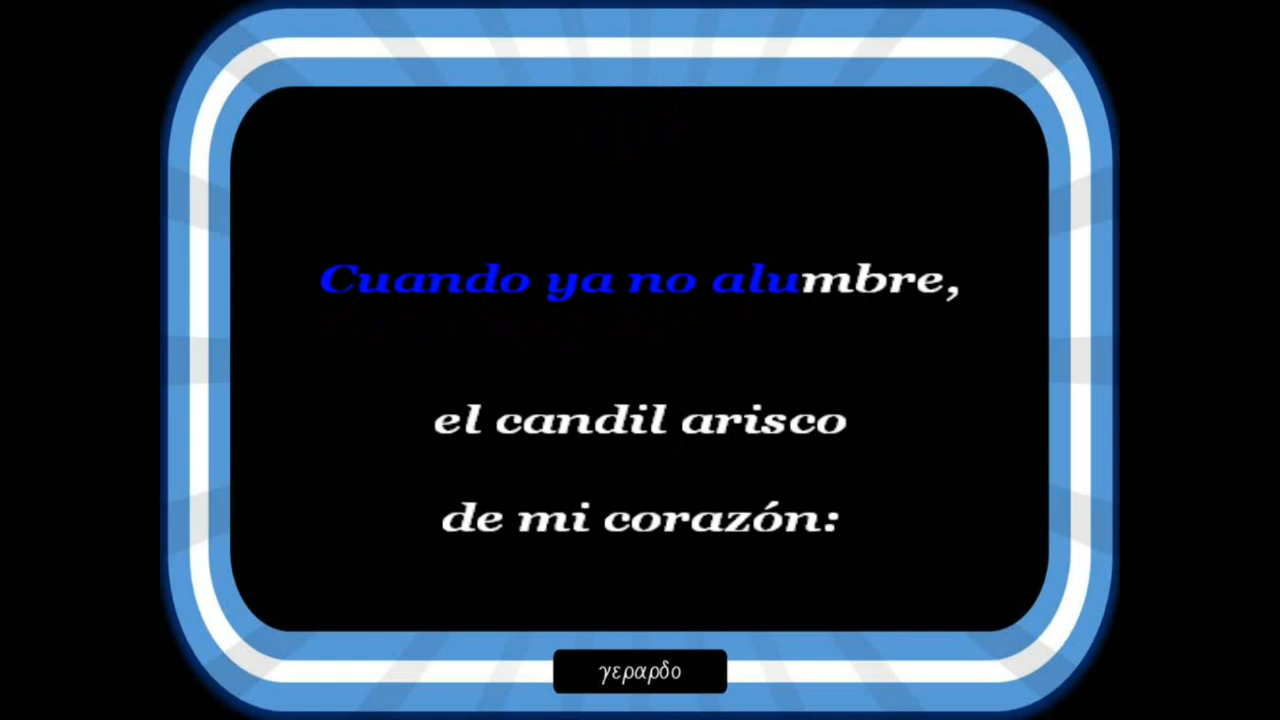 Cuando ya no alumbre,
el candil arisco
de mi corazón:
γεραρδο